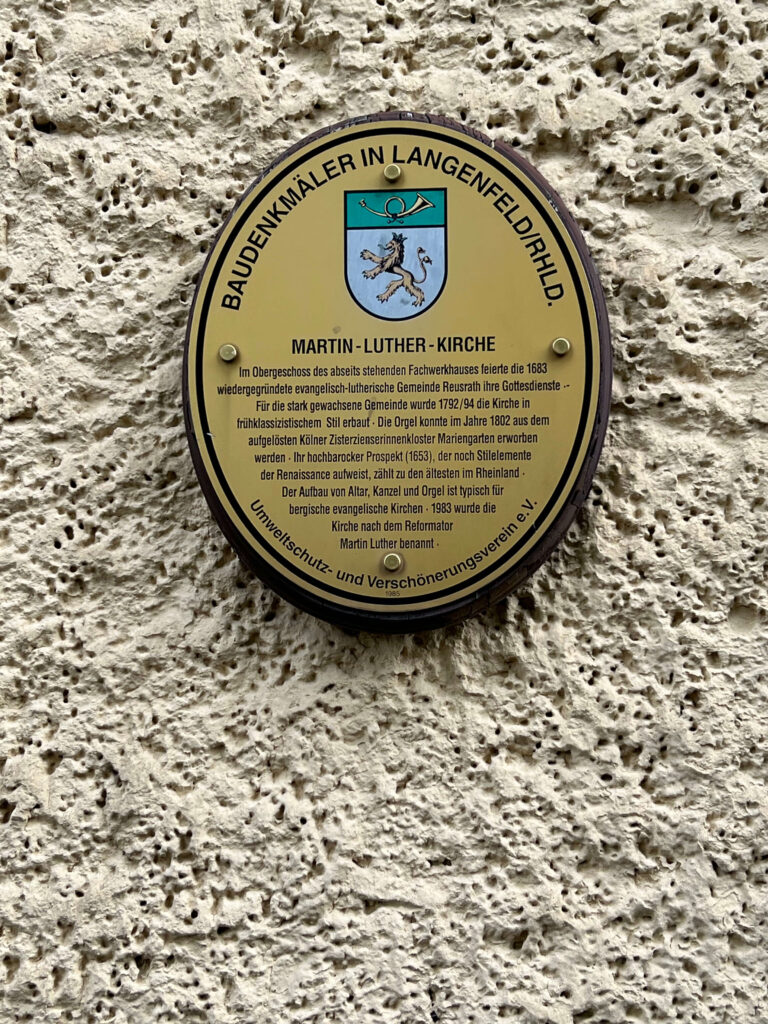 BAUDENKMÄLER IN LANGENFELD/RHLD.
MARTIN-LUTHER-KIRCHE
Im Obergeschoss des abseits stehenden Fachwerkhauses feierte die 1683
wiedergegründete evangelisch-lutherische Gemeinde Reusrath ihre Gottesdienste ·-
Für die stark gewachsene Gemeinde wurde 1792/94 die Kirche in
frühklassizistischem Stil erbaut · Die Orgel konnte im Jahre 1802 aus dem
aufgelösten Kölner Zisterzienserinnenkloster Mariengarten erworben
werden · Ihr hochbarocker Prospekt (1653), der noch Stilelemente
der Renaissance aufweist, zählt zu den ältesten im Rheinland ·
Der Aufbau von Altar, Kanzel und Orgel ist typisch für
bergische evangelische Kirchen · 1983 wurde die
Kirche nach dem Reformator
Martin Luther benannt ·
Umweltschutz- und Verschönerungsverein e.V.
1985